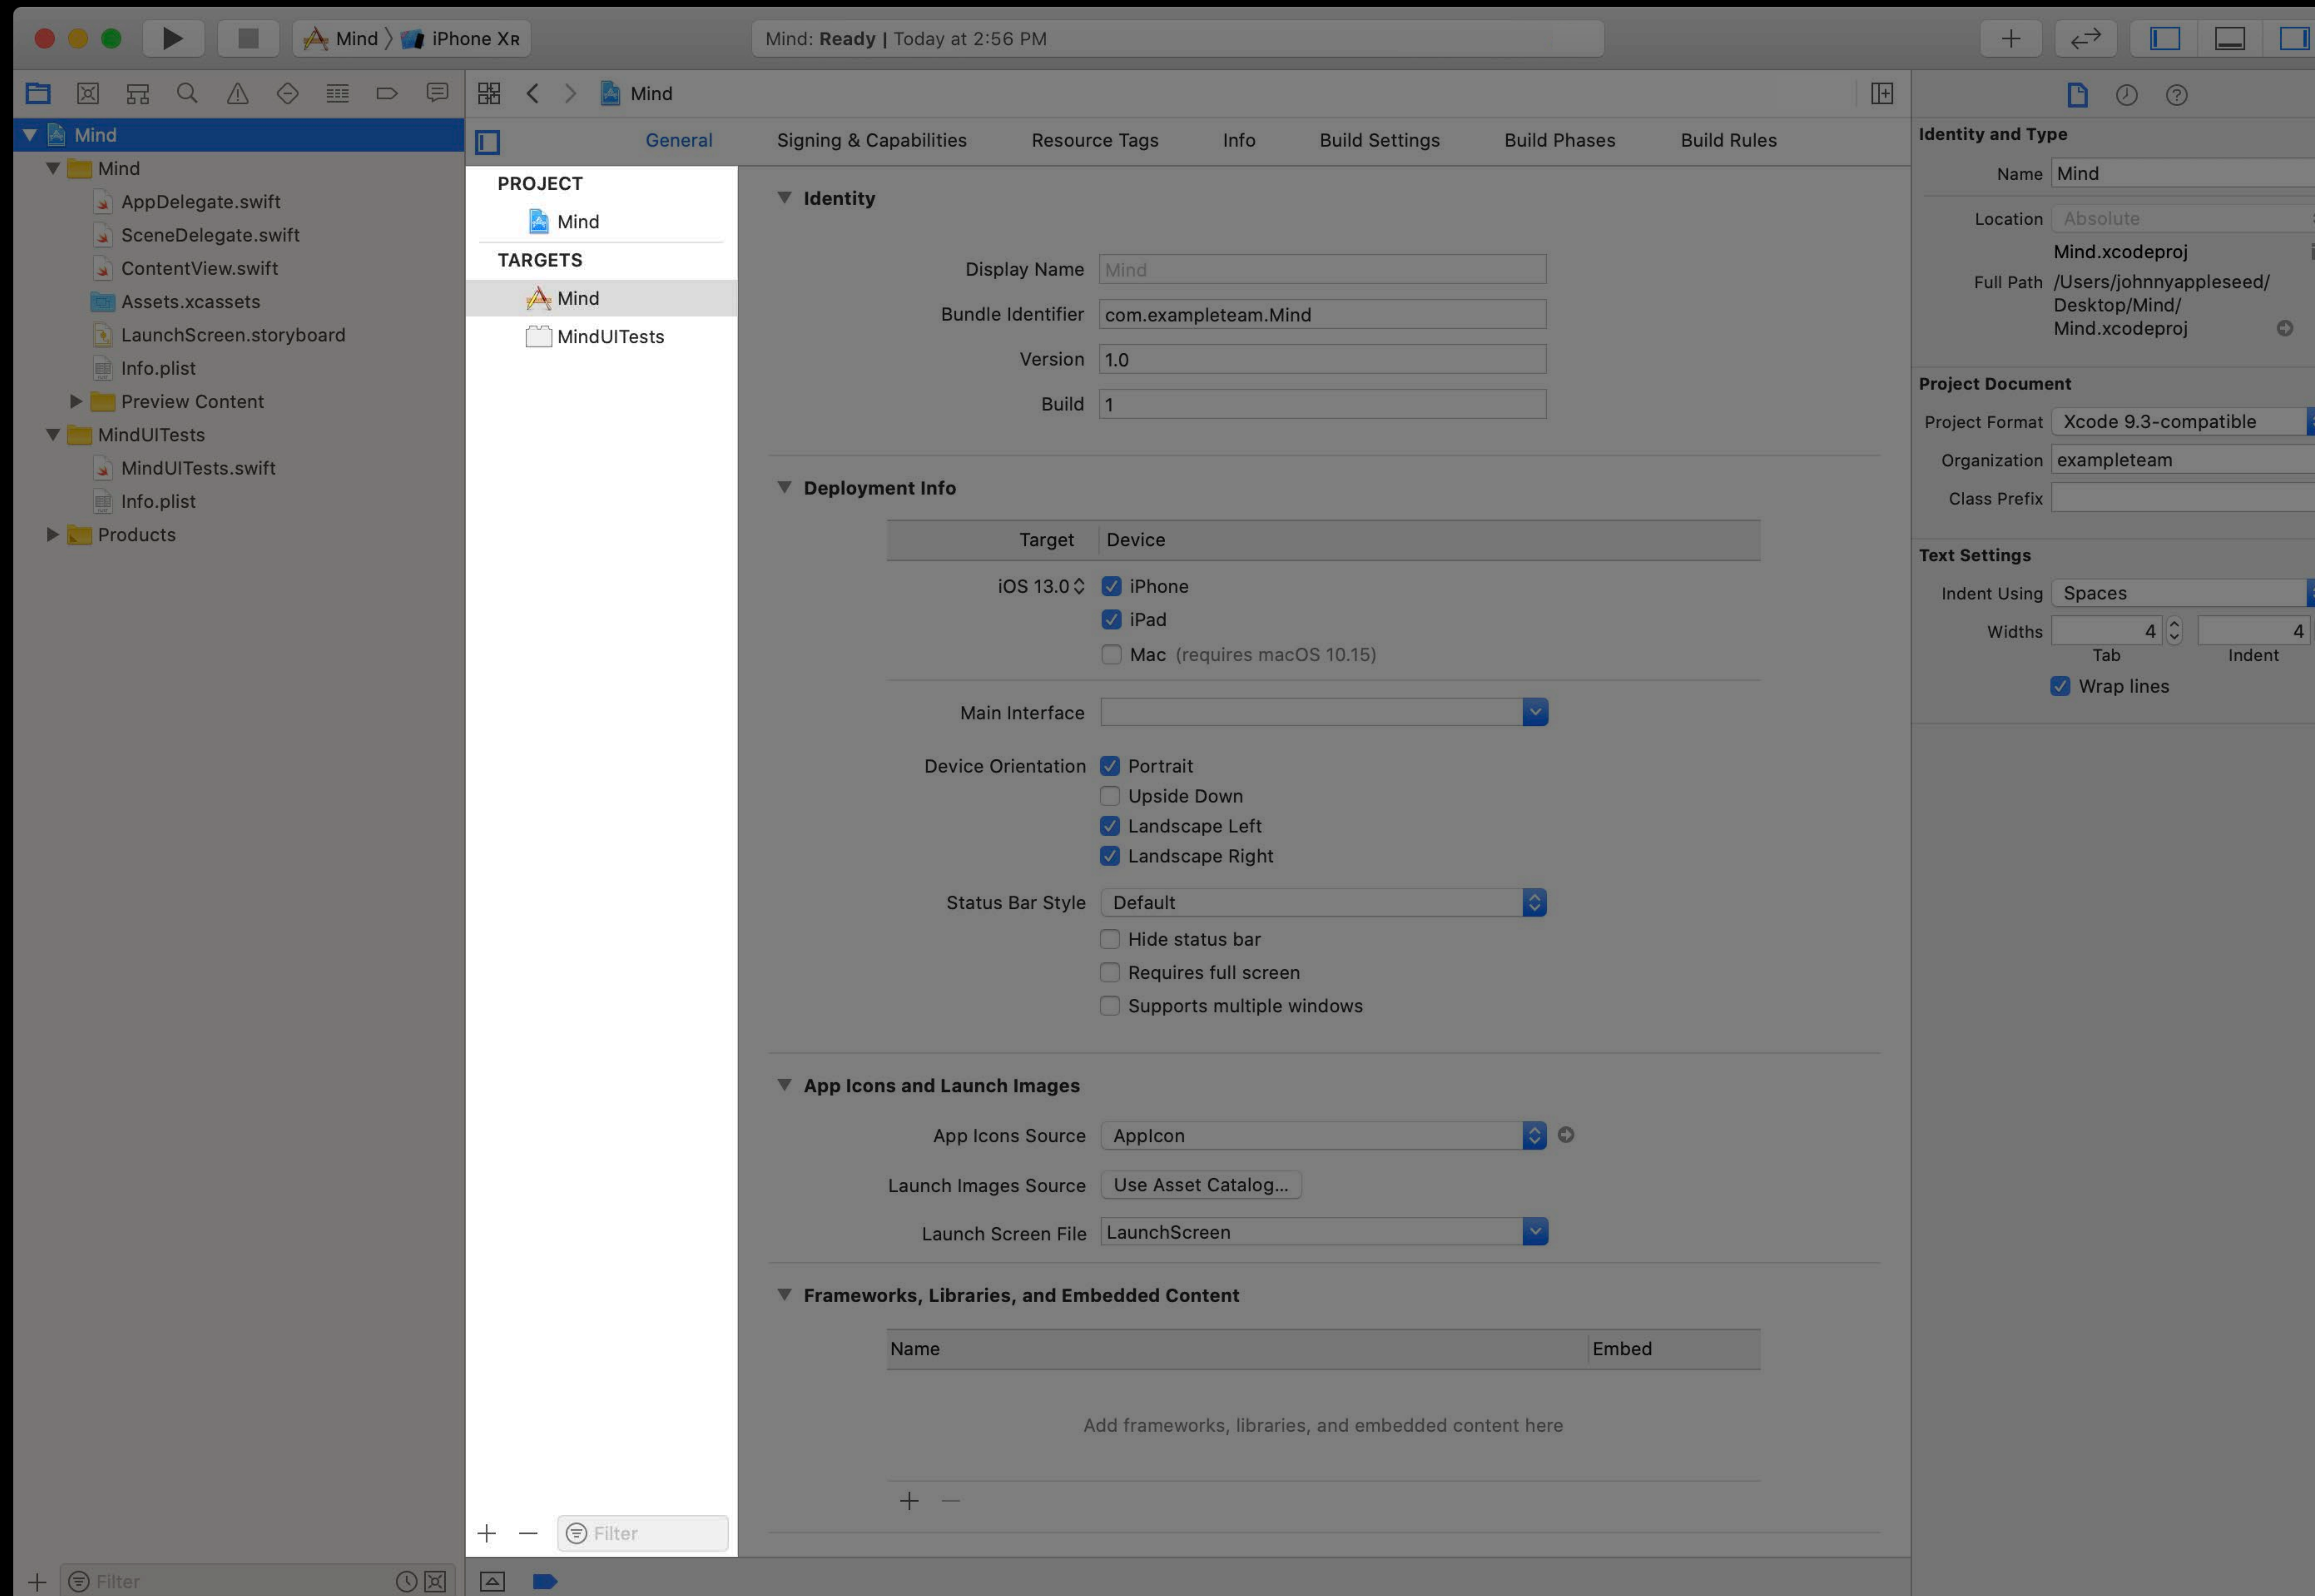 Mind 〉 iPhone XR
Mind: Ready | Today at 2:56 PM
Mind
Mind
AppDelegate.swift
SceneDelegate.swift
ContentView.swift
Assets.xcassets
LaunchScreen.storyboard
Info.plist
Preview Content
MindUITests
MindUITests.swift
Info.plist
Products
Filter
Mind
General Signing & Capabilities Resource Tags Info Build Settings Build Phases Build Rules
PROJECT
Mind
TARGETS
Mind
MindUITests
Filter
Identity
Display Name Mind
Bundle Identifier com.exampleteam.Mind
Version 1.0
Build 1
Deployment Info
Target Device
iOS 13.0 iPhone
iPad
Mac (requires macOS 10.15)
Main Interface
Device Orientation Portrait
Upside Down
Landscape Left
Landscape Right
Status Bar Style Default
Hide status bar
Requires full screen
Supports multiple windows
App Icons and Launch Images
App Icons Source AppIcon
Launch Images Source Use Asset Catalog...
Launch Screen File LaunchScreen
Frameworks, Libraries, and Embedded Content
Name Embed
Add frameworks, libraries, and embedded content here
Identity and Type
Name Mind
Location Absolute
Mind.xcodeproj
Full Path /Users/johnnyappleseed/
Desktop/Mind/
Mind.xcodeproj
Project Document
Project Format Xcode 9.3-compatible
Organization exampleteam
Class Prefix
Text Settings
Indent Using Spaces
Widths 4 4
Tab Indent
Wrap lines